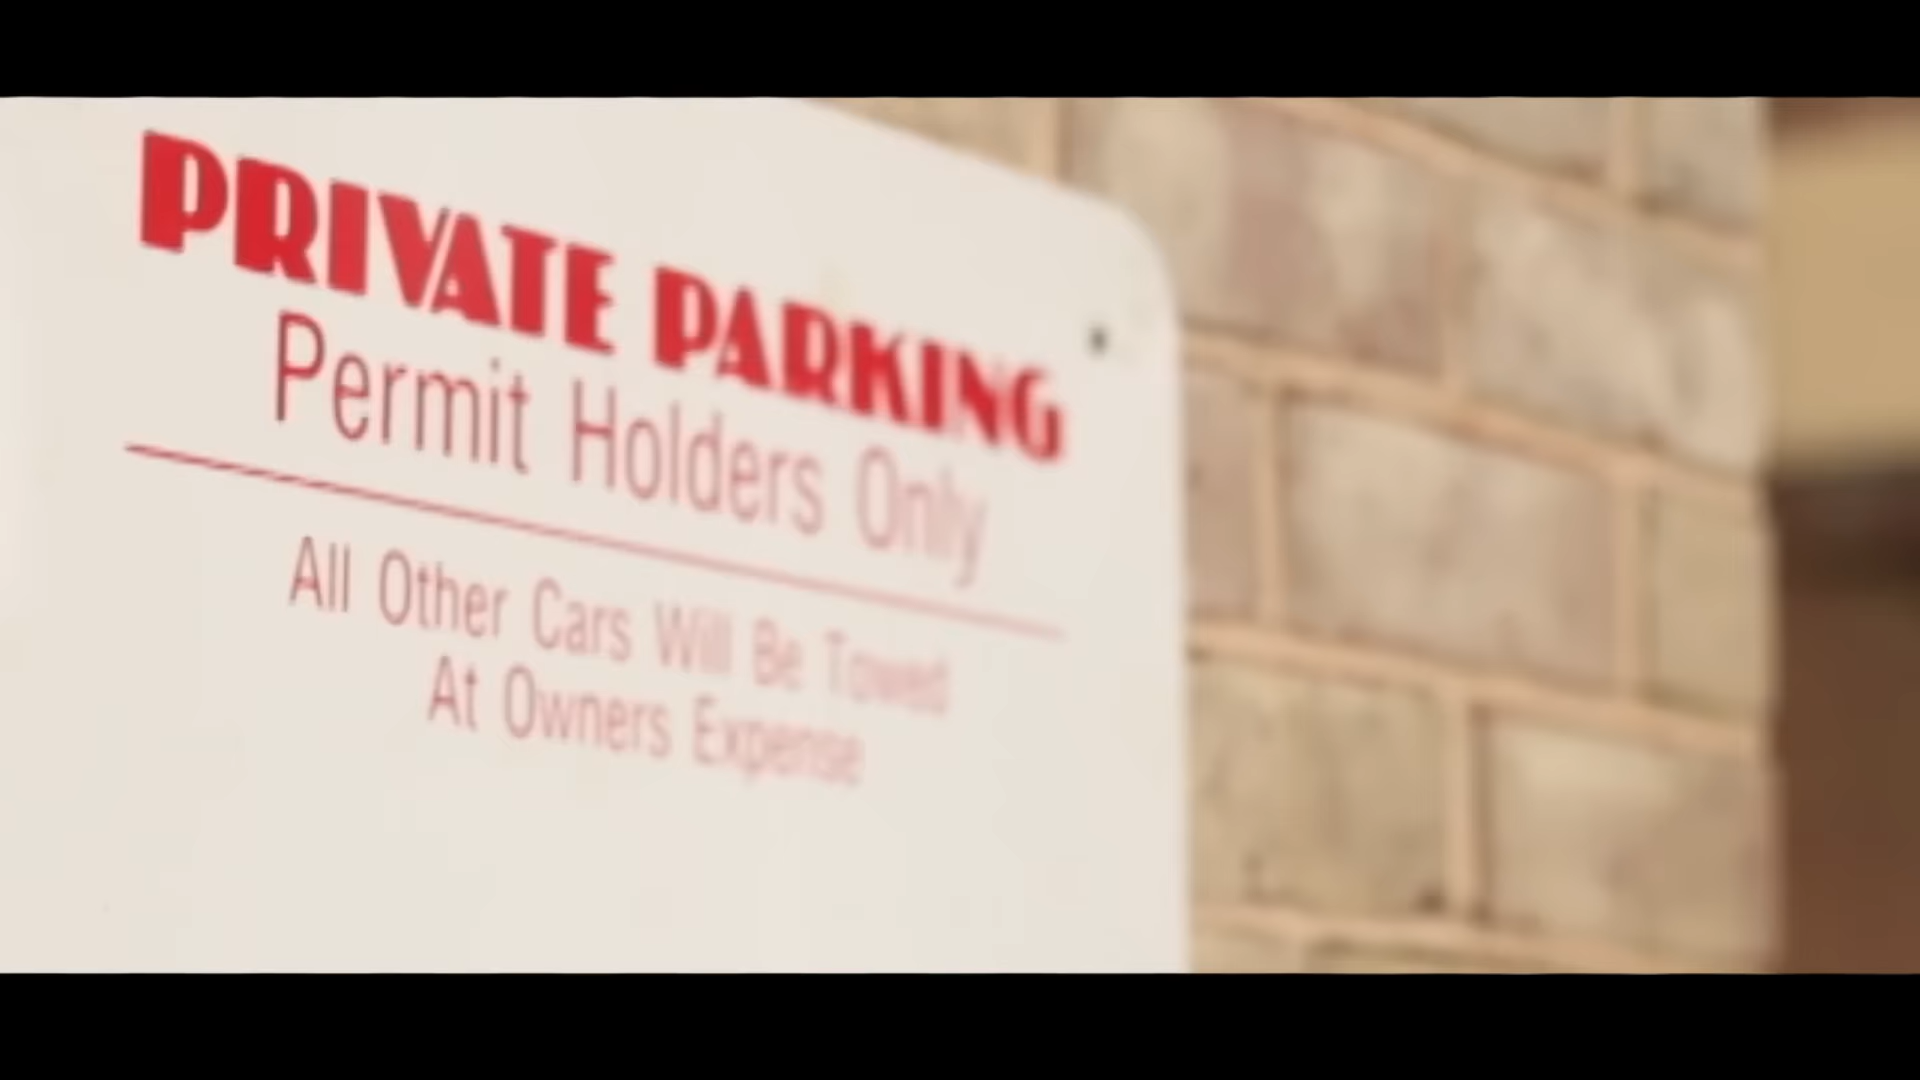 PRIVATE PARKING
Permit Holders Only
All Other Cars Will Be Towed
At Owners Expense